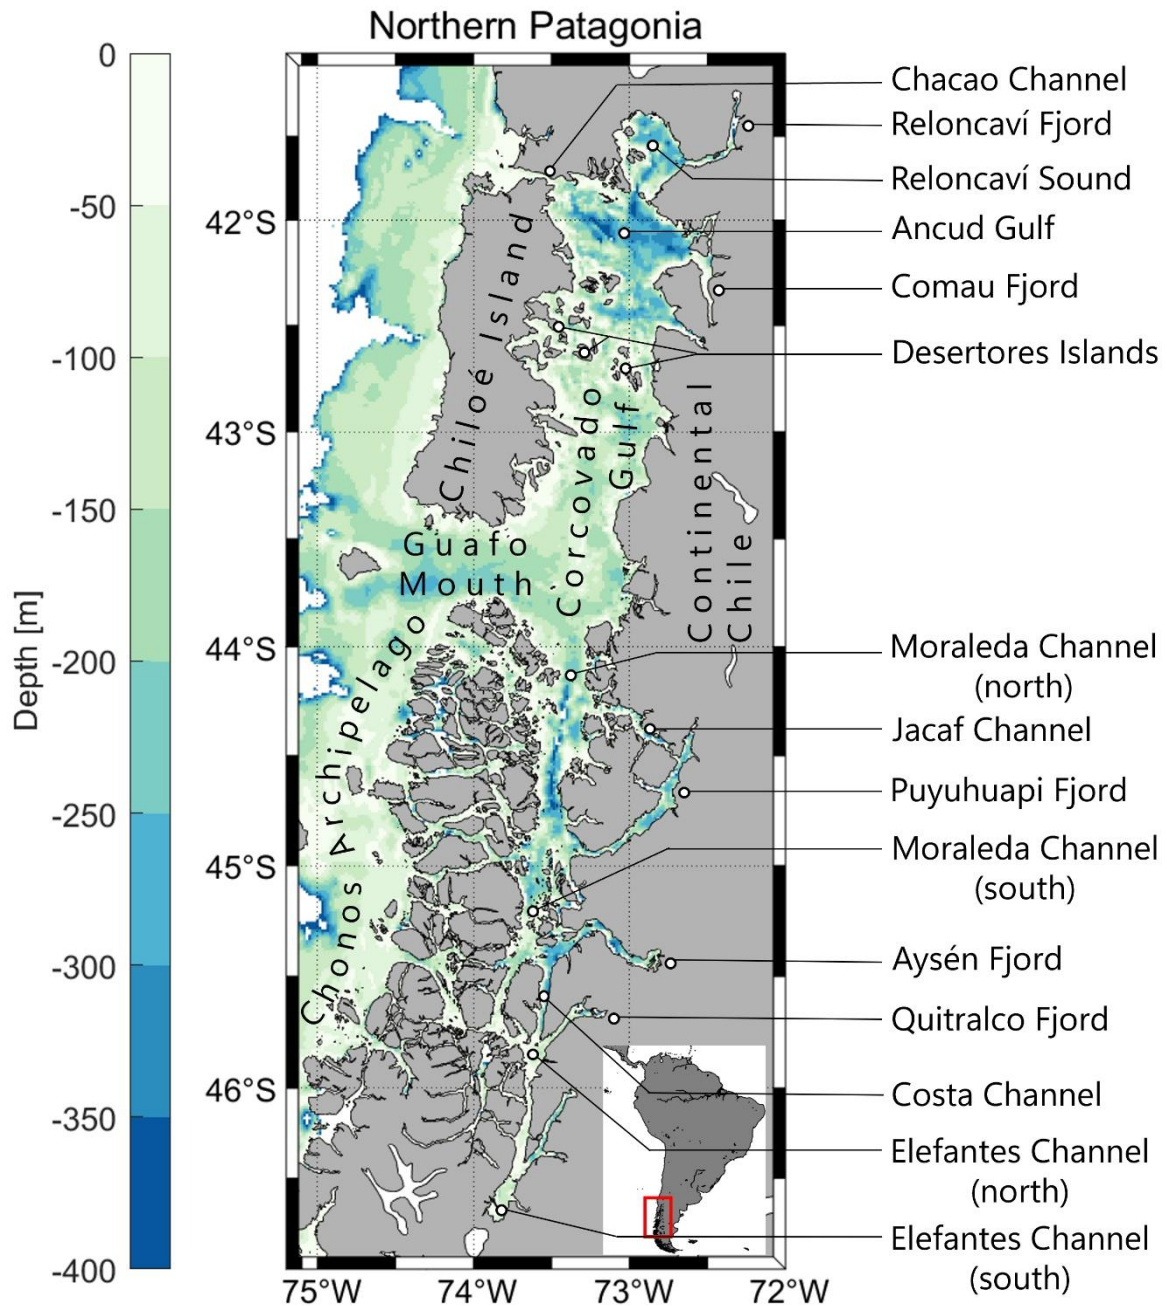 Northern Patagonia
0
-50
-100
-150
-200
-250
-300
-350
-400
Depth [m]
42°S
43°S
44°S
45°S
46°S
75°W
74°W
73°W
72°W
Chiloé Island
Corcovado
Gulf
Continental
Chile
Guafo
Mouth
Chonos Archipelago
Chacao Channel
Reloncaví Fjord
Reloncaví Sound
Ancud Gulf
Comau Fjord
Desertores Islands
Moraleda Channel
(north)
Jacaf Channel
Puyuhuapi Fjord
Moraleda Channel
(south)
Aysén Fjord
Quitralco Fjord
Costa Channel
Elefantes Channel
(north)
Elefantes Channel
(south)